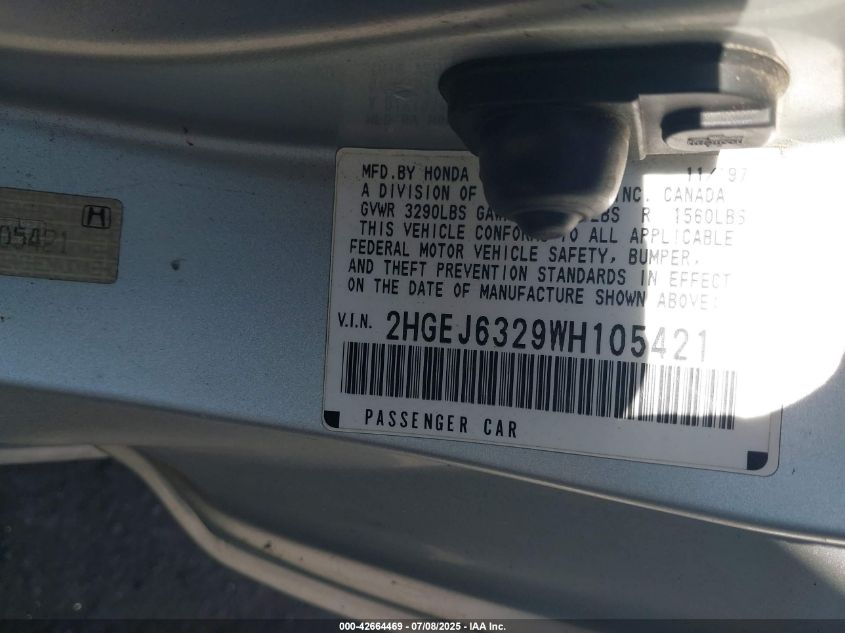 MFD.BY HONDA 11/ 97
A DIVISION OF INC. CANADA
GVWR 3290LBS R 1560LBS
THIS VEHICLE CONFORMS TO ALL APPLICABLE
FEDERAL MOTOR VEHICLE SAFETY, BUMPER,
AND THEFT PREVENTION STANDARDS IN EFFECT
ON THE DATE OF MANUFACTURE SHOWN ABOVE:
V.I.N. 2HGEJ6329WH105421
PASSENGER CAR
05421
000-42664469 - 07/08/2025 - IAA Inc.